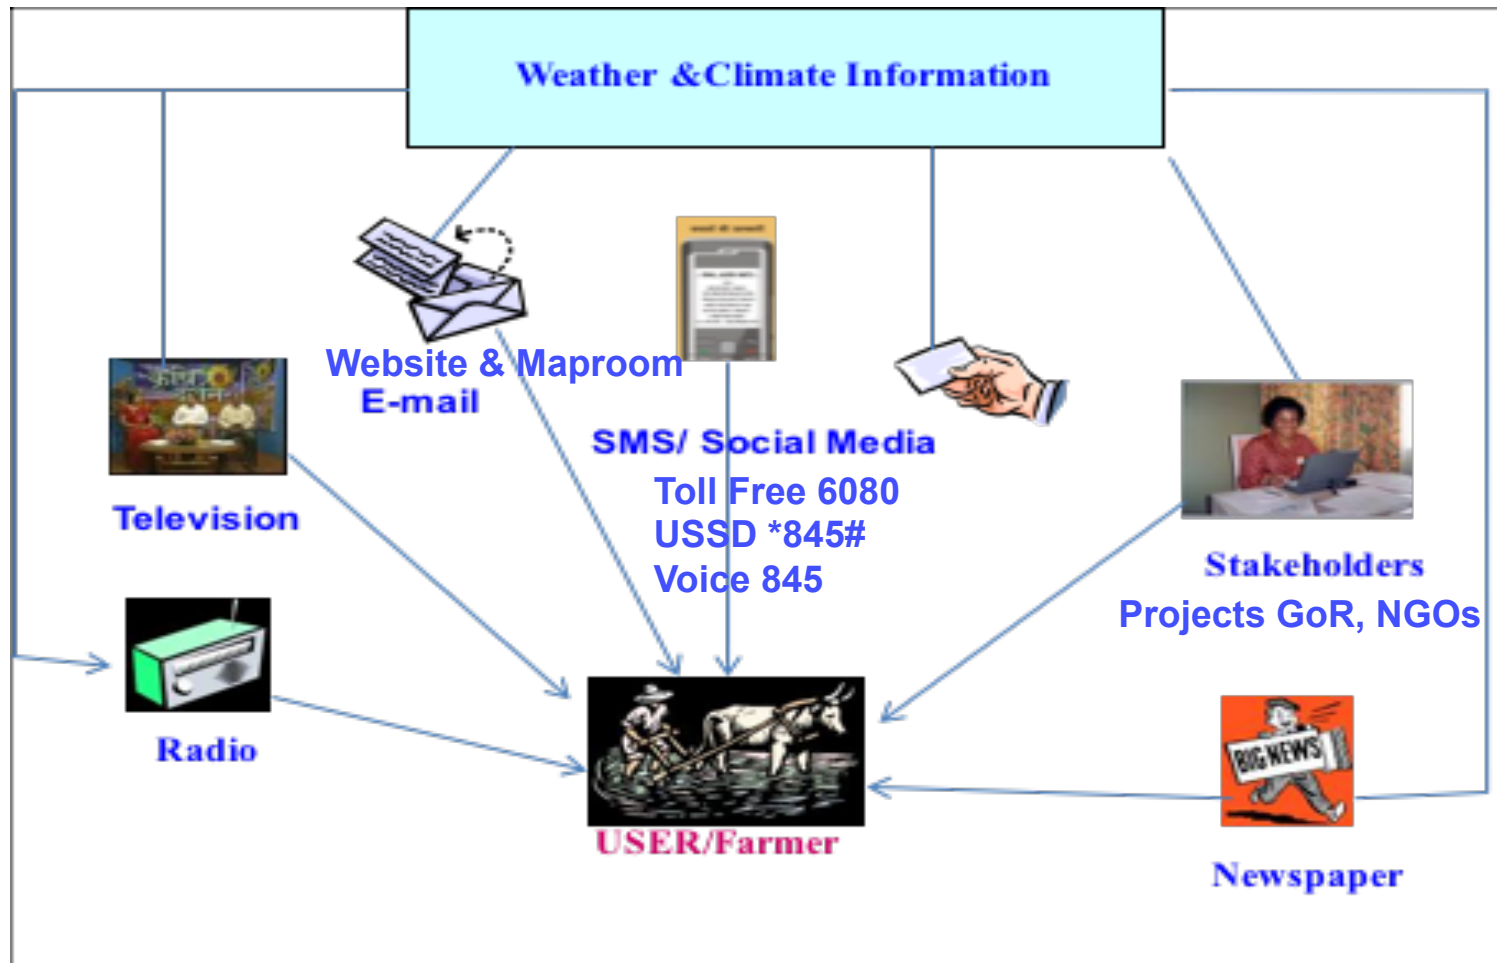 Weather &Climate Information
Website & Maproom
E-mail
SMS/ Social Media
Toll Free 6080
USSD *845#
Voice 845
Television
Stakeholders
Projects GoR, NGOs
Radio
BIG NEWS
USER/Farmer
Newspaper